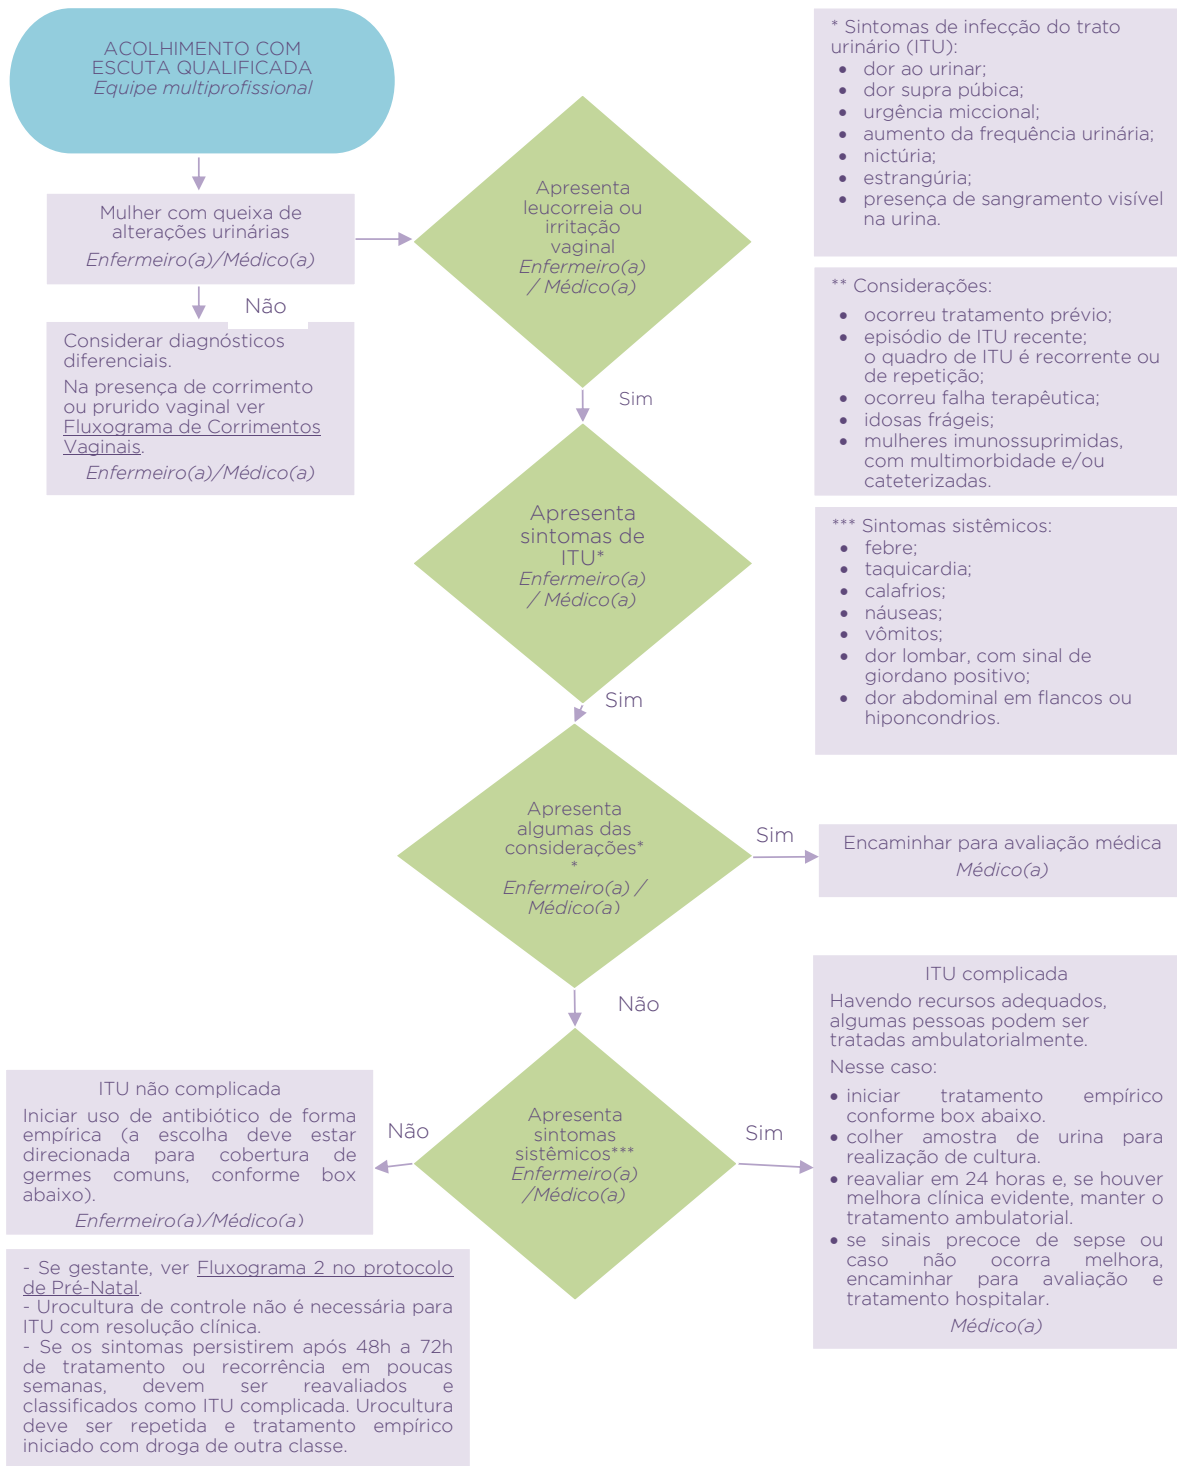 ACOLHIMENTO COM
ESCUTA QUALIFICADA
Equipe multiprofissional
Mulher com queixa de
alterações urinárias
Enfermeiro(a)/Médico(a)
Não
Considerar diagnósticos
diferenciais.
Na presença de corrimento
ou prurido vaginal ver
Fluxograma de Corrimentos
Vaginais.
Enfermeiro(a)/Médico(a)
Apresenta
leucorreia ou
irritação
vaginal
Enfermeiro(a)
/ Médico(a)
Sim
Apresenta
sintomas de
ITU*
Enfermeiro(a)
/ Médico(a)
Sim
Apresenta
algumas das
considerações*
*
Enfermeiro(a) /
Médico(a)
Sim
Encaminhar para avaliação médica
Médico(a)
Não
Apresenta
sintomas
sistêmicos***
Enfermeiro(a)
/Médico(a)
Não
Sim
ITU não complicada
Iniciar uso de antibiótico de forma
empírica (a escolha deve estar
direcionada para cobertura de
germes comuns, conforme box
abaixo).
Enfermeiro(a)/Médico(a)
- Se gestante, ver Fluxograma 2 no protocolo
de Pré-Natal.
- Urocultura de controle não é necessária para
ITU com resolução clínica.
- Se os sintomas persistirem após 48h a 72h
de tratamento ou recorrência em poucas
semanas, devem ser reavaliados e
classificados como ITU complicada. Urocultura
deve ser repetida e tratamento empírico
iniciado com droga de outra classe.
* Sintomas de infecção do trato
urinário (ITU):
• dor ao urinar;
• dor supra púbica;
• urgência miccional;
• aumento da frequência urinária;
• nictúria;
• estrangúria;
• presença de sangramento visível
na urina.
** Considerações:
• ocorreu tratamento prévio;
• episódio de ITU recente;
o quadro de ITU é recorrente ou
de repetição;
• ocorreu falha terapêutica;
• idosas frágeis;
• mulheres imunossuprimidas,
com multimorbidade e/ou
cateterizadas.
*** Sintomas sistêmicos:
• febre;
• taquicardia;
• calafrios;
• náuseas;
• vômitos;
• dor lombar, com sinal de
giordano positivo;
• dor abdominal em flancos ou
hiponcondrios.
ITU complicada
Havendo recursos adequados,
algumas pessoas podem ser
tratadas ambulatorialmente.
Nesse caso:
• iniciar tratamento empírico
conforme box abaixo.
• colher amostra de urina para
realização de cultura.
• reavaliar em 24 horas e, se houver
melhora clínica evidente, manter o
tratamento ambulatorial.
• se sinais precoce de sepse ou
caso não ocorra melhora,
encaminhar para avaliação e
tratamento hospitalar.
Médico(a)